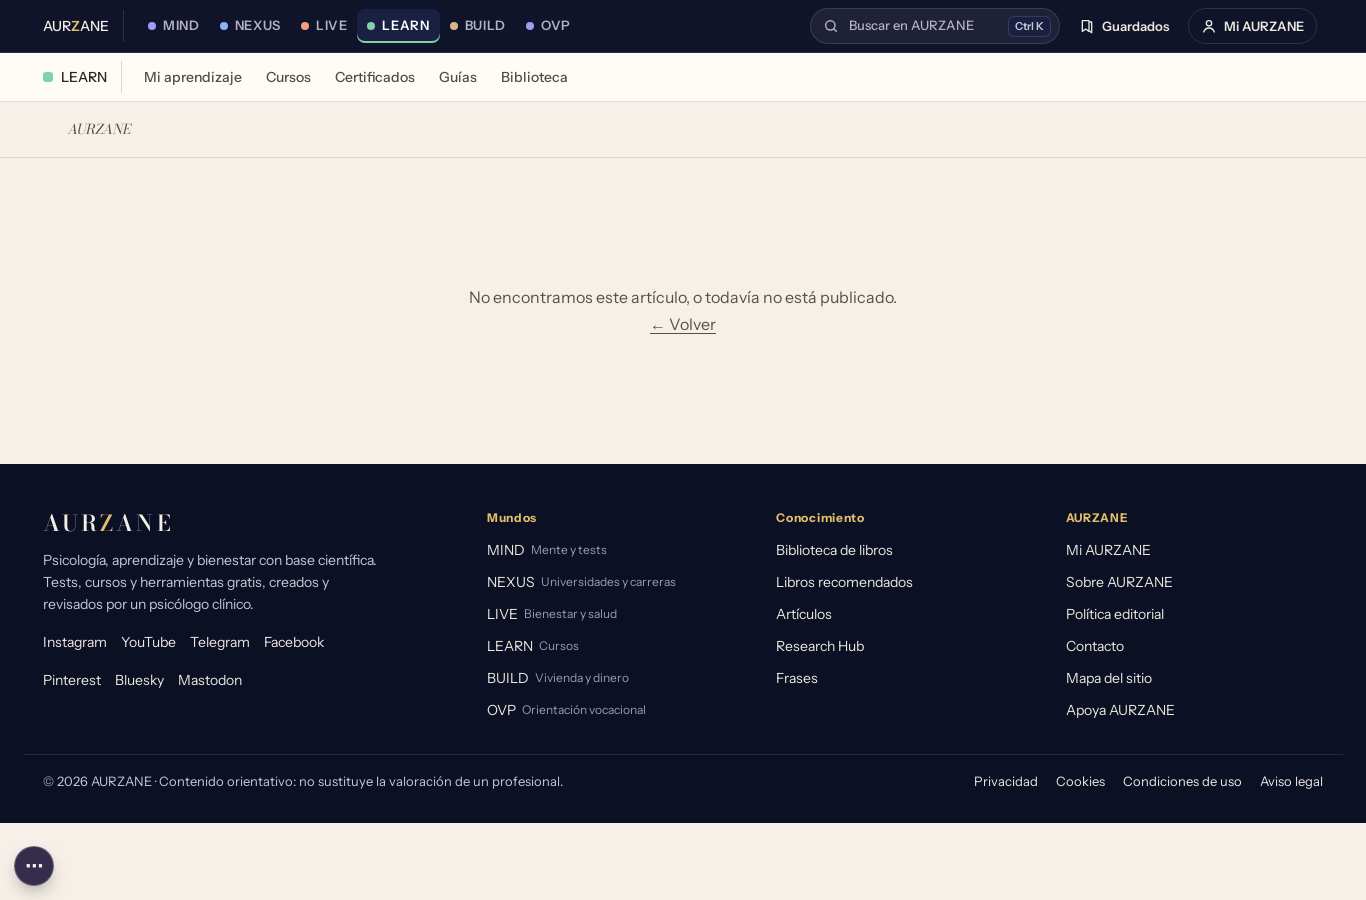 AURZANE
MIND
NEXUS
LIVE
LEARN
BUILD
OVP
Buscar en AURZANE
Ctrl K
Guardados
Mi AURZANE
LEARN
Mi aprendizaje
Cursos
Certificados
Guías
Biblioteca
AURZANE
No encontramos este artículo, o todavía no está publicado.
← Volver
AURZANE
Psicología, aprendizaje y bienestar con base científica.
Tests, cursos y herramientas gratis, creados y
revisados por un psicólogo clínico.
Instagram YouTube Telegram Facebook
Pinterest Bluesky Mastodon
Mundos
MIND Mente y tests
NEXUS Universidades y carreras
LIVE Bienestar y salud
LEARN Cursos
BUILD Vivienda y dinero
OVP Orientación vocacional
Conocimiento
Biblioteca de libros
Libros recomendados
Artículos
Research Hub
Frases
AURZANE
Mi AURZANE
Sobre AURZANE
Política editorial
Contacto
Mapa del sitio
Apoya AURZANE
© 2026 AURZANE · Contenido orientativo: no sustituye la valoración de un profesional.
Privacidad Cookies Condiciones de uso Aviso legal